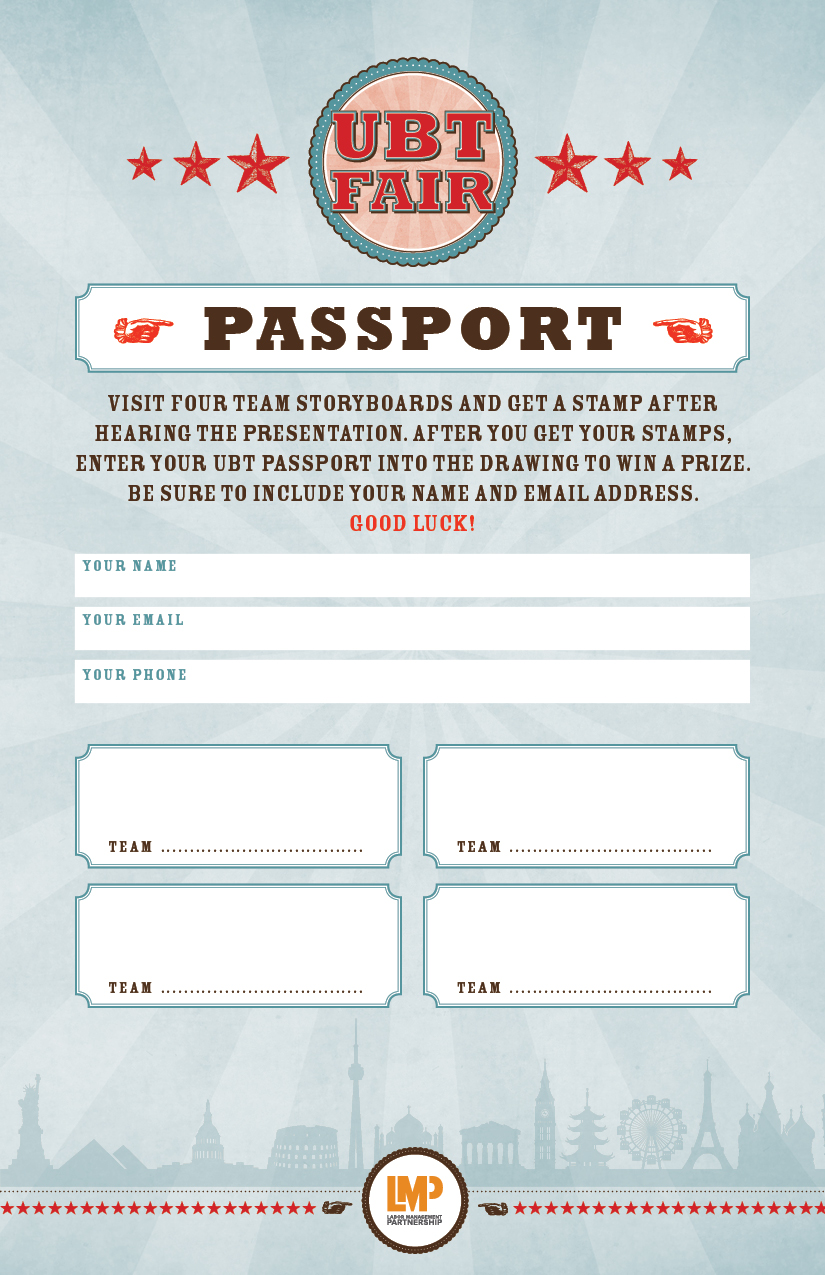 UBT
FAIR
PASSPORT
VISIT FOUR TEAM STORYBOARDS AND GET A STAMP AFTER
HEARING THE PRESENTATION. AFTER YOU GET YOUR STAMPS,
ENTER YOUR UBT PASSPORT INTO THE DRAWING TO WIN A PRIZE.
BE SURE TO INCLUDE YOUR NAME AND EMAIL ADDRESS.
GOOD LUCK!
YOUR NAME
YOUR EMAIL
YOUR PHONE
TEAM ...................................
TEAM ...................................
TEAM ...................................
TEAM ...................................
LMP
LABOR MANAGEMENT
PARTNERSHIP